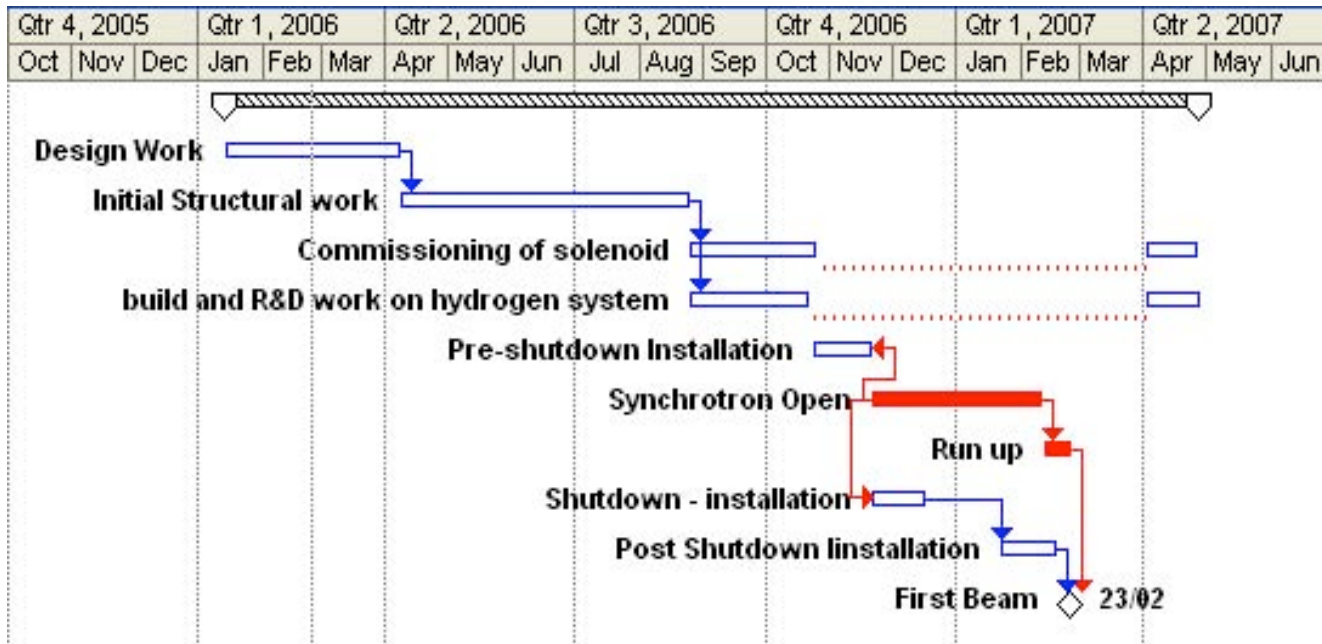 Qtr 4, 2005 Qtr 1, 2006 Qtr 2, 2006 Qtr 3, 2006 Qtr 4, 2006 Qtr 1, 2007 Qtr 2, 2007
Oct Nov Dec Jan Feb Mar Apr May Jun Jul Aug Sep Oct Nov Dec Jan Feb Mar Apr May Jun
Design Work
Initial Structural work
Commissioning of solenoid
build and R&D work on hydrogen system
Pre-shutdown Installation
Synchrotron Open
Run up
Shutdown - installation
Post Shutdown Iinstallation
First Beam 23/02